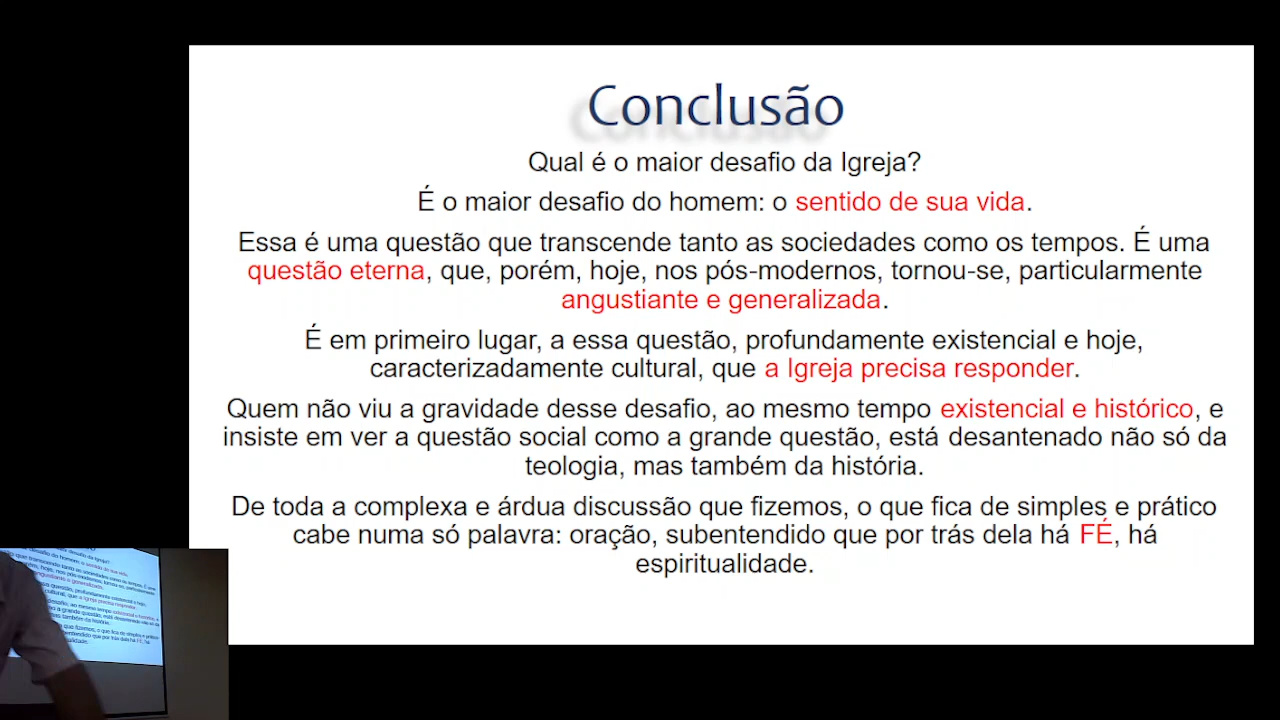 Conclusão
Qual é o maior desafio da Igreja?
É o maior desafio do homem: o sentido de sua vida.
Essa é uma questão que transcende tanto as sociedades como os tempos. É uma
questão eterna, que, porém, hoje, nos pós-modernos, tornou-se, particularmente
angustiante e generalizada.
É em primeiro lugar, a essa questão, profundamente existencial e hoje,
caracterizadamente cultural, que a Igreja precisa responder.
Quem não viu a gravidade desse desafio, ao mesmo tempo existencial e histórico, e
insiste em ver a questão social como a grande questão, está desantenado não só da
teologia, mas também da história.
De toda a complexa e árdua discussão que fizemos, o que fica de simples e prático
cabe numa só palavra: oração, subentendido que por trás dela há FÉ, há
espiritualidade.